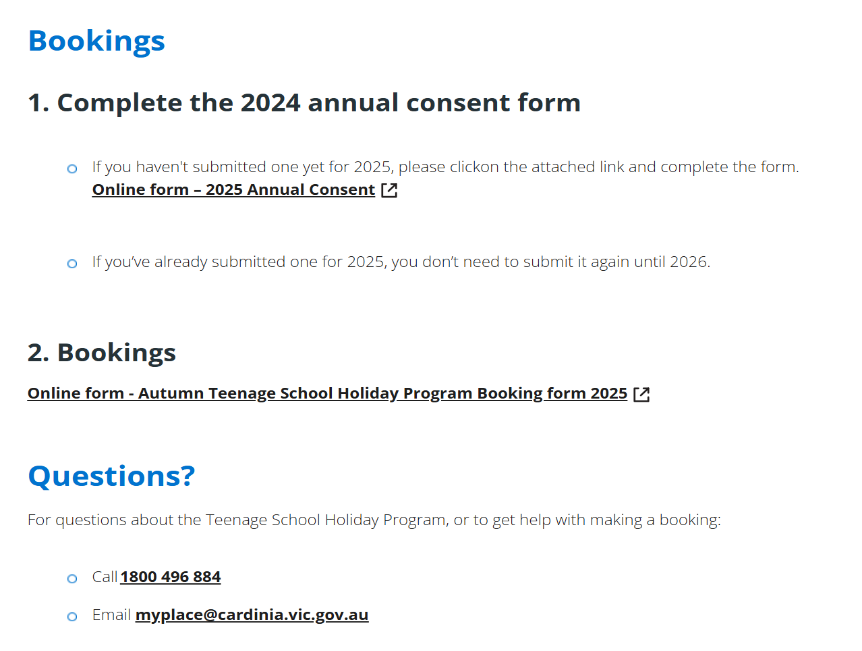 Bookings
1. Complete the 2024 annual consent form
If you haven't submitted one yet for 2025, please clickon the attached link and complete the form.
Online form – 2025 Annual Consent
If you’ve already submitted one for 2025, you don’t need to submit it again until 2026.
2. Bookings
Online form - Autumn Teenage School Holiday Program Booking form 2025
Questions?
For questions about the Teenage School Holiday Program, or to get help with making a booking:
Call 1800 496 884
Email myplace@cardinia.vic.gov.au